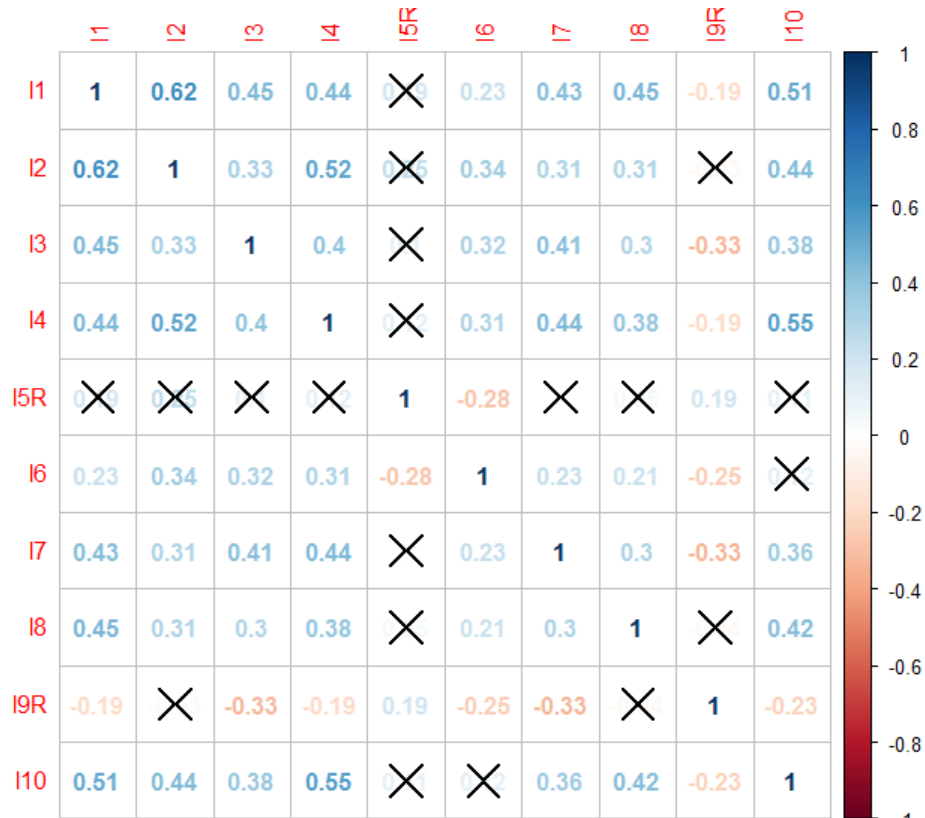 I1 I2 I3 I4 I5R I6 I7 I8 I9R I10
I1 1 0.62 0.45 0.44 0.23 0.43 0.45 -0.19 0.51 1
0.8
I2 0.62 1 0.33 0.52 0.34 0.31 0.31 0.44
0.6
I3 0.45 0.33 1 0.4 0.32 0.41 0.3 -0.33 0.38
0.4
I4 0.44 0.52 0.4 1 0.31 0.44 0.38 -0.19 0.55
0.2
I5R 1 -0.28 0.19
0
I6 0.23 0.34 0.32 0.31 -0.28 1 0.23 0.21 -0.25
-0.2
I7 0.43 0.31 0.41 0.44 0.23 1 0.3 -0.33 0.36
-0.4
I8 0.45 0.31 0.3 0.38 0.21 0.3 1 0.42
-0.6
I9R -0.19 -0.33 -0.19 0.19 -0.25 -0.33 1 -0.23
-0.8
I10 0.51 0.44 0.38 0.55 0.36 0.42 -0.23 1
-1